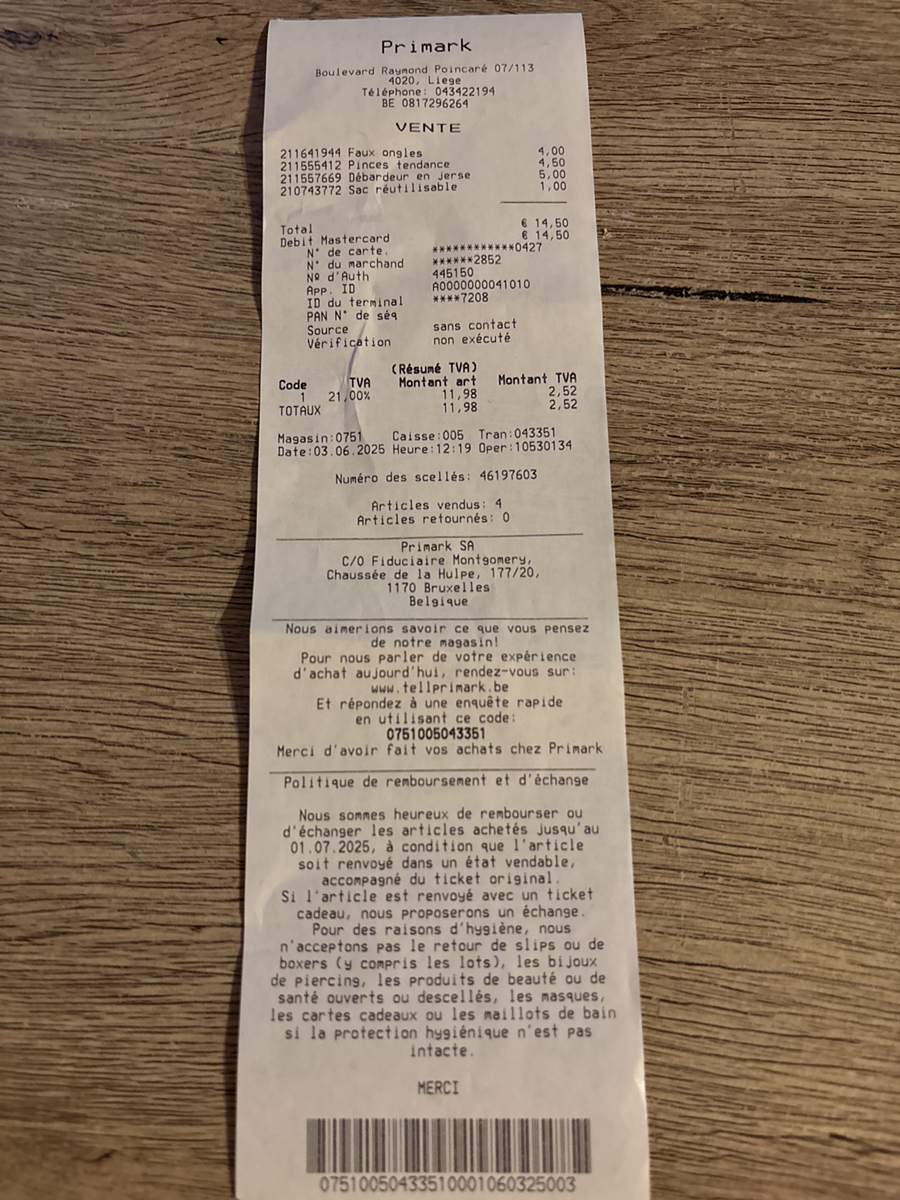 Primark
Boulevard Raymond Poincaré 07/113
4020, Liege
Téléphone: 043422194
BE 0817296264
VENTE
211641944 Faux ongles 4,00
211555412 Pinces tendance 4,50
211557669 Débardeur en jerse 5,00
210743772 Sac réutilisable 1,00
Total € 14,50
Debit Mastercard € 14,50
N° de carte. ************0427
N° du marchand ******2852
Nº d'Auth 445150
App. ID A0000000041010
ID du terminal ****7208
PAN N° de séq
Source sans contact
Vérification non exécuté
(Résumé TVA)
Code TVA Montant art Montant TVA
1 21,00% 11,98 2,52
TOTAUX 11,98 2,52
Magasin:0751 Caisse:005 Tran:043351
Date:03.06.2025 Heure:12:19 Oper:10530134
Numéro des scellés: 46197603
Articles vendus: 4
Articles retournés: 0
Primark SA
C/O Fiduciaire Montgomery,
Chaussée de la Hulpe, 177/20,
1170 Bruxelles
Belgique
Nous aimerions savoir ce que vous pensez
de notre magasin!
Pour nous parler de votre expérience
d'achat aujourd'hui, rendez-vous sur:
www.tellprimark.be
Et répondez à une enquête rapide
en utilisant ce code:
0751005043351
Merci d'avoir fait vos achats chez Primark
Politique de remboursement et d'échange
Nous sommes heureux de rembourser ou
d'échanger les articles achetés jusqu'au
01.07.2025, à condition que l'article
soit renvoyé dans un état vendable,
accompagné du ticket original.
Si l'article est renvoyé avec un ticket
cadeau, nous proposerons un échange.
Pour des raisons d'hygiène, nous
n'acceptons pas le retour de slips ou de
boxers (y compris les lots), les bijoux
de piercing, les produits de beauté ou de
santé ouverts ou descellés, les masques,
les cartes cadeaux ou les maillots de bain
si la protection hygiénique n'est pas
intacte.
MERCI
07510050433510001060325003